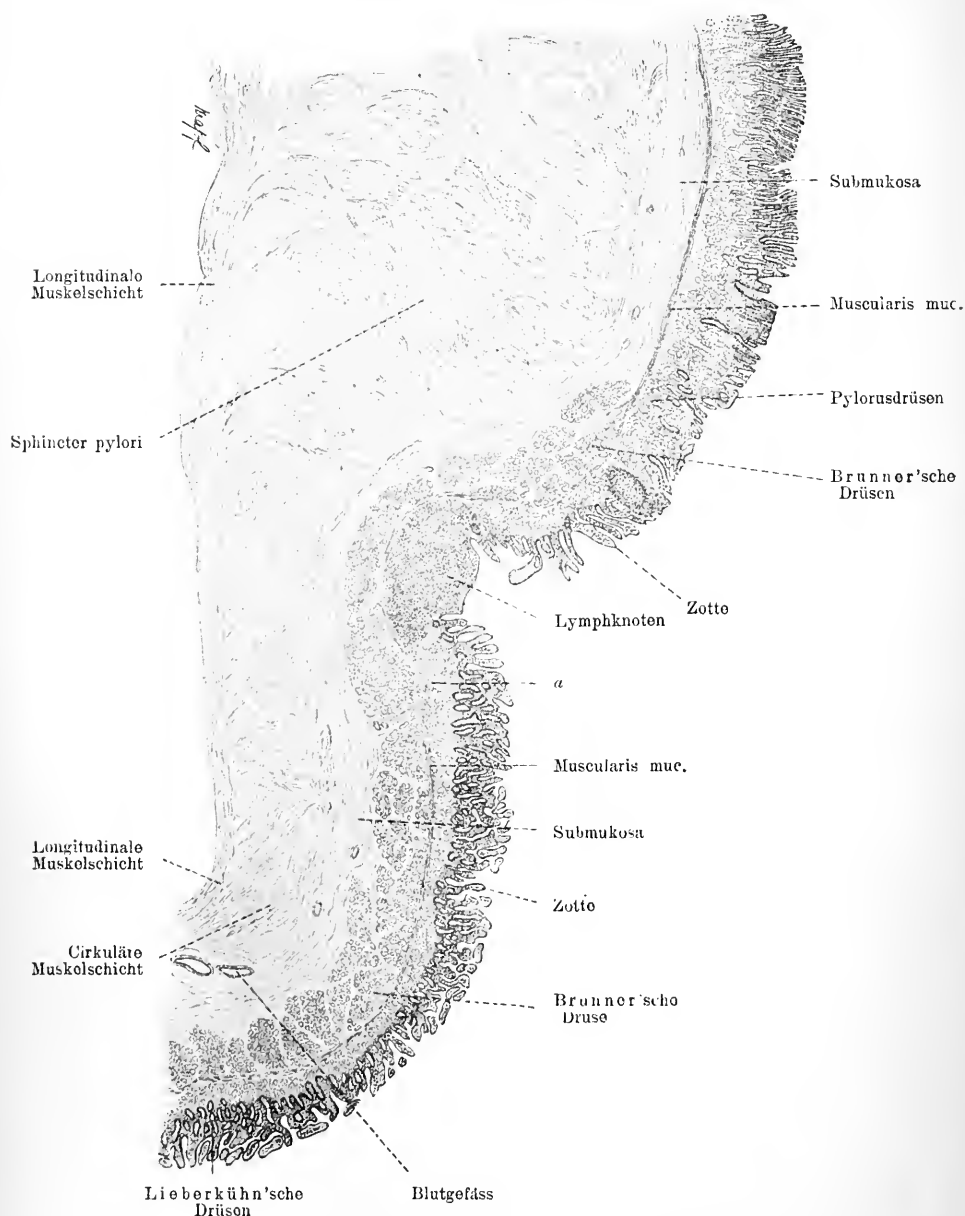 Submukosa
Longitudinale
Muskelschicht
Muscularis muc.
Pylorusdrüsen
Sphincter pylori
Brunner'sche
Drüsen
Zotte
Lymphknoten
a
Muscularis muc.
Submukosa
Longitudinale
Muskelschicht
Zotte
Cirkuläre
Muskelschicht
Brunner'sche
Druse
Lieberkühn'sche
Drüsen
Blutgefäss